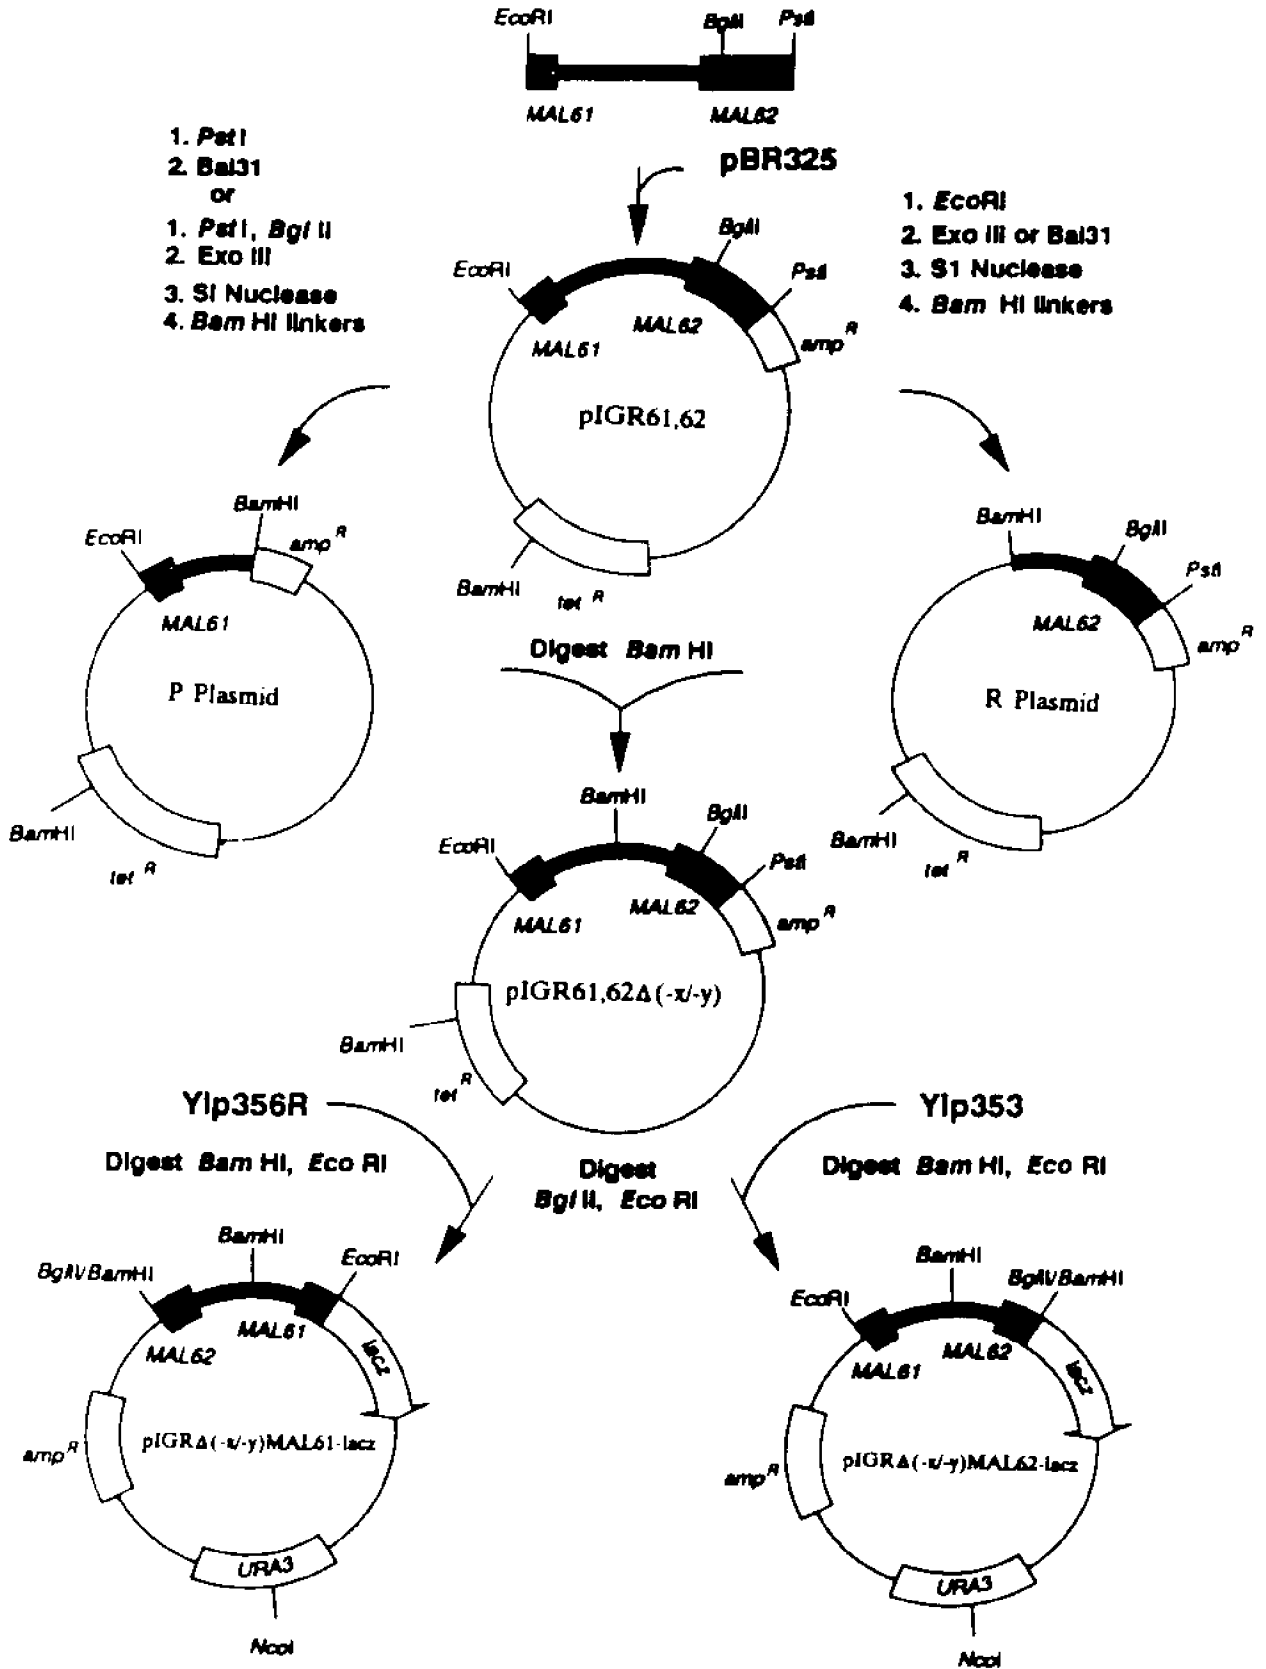 EcoRI BglII PstI
MAL61 MAL62
pBR325
1. Pst I
2. Bal31
or
1. Pst I, Bgl II
2. Exo III
3. SI Nuclease
4. Bam HI linkers
1. EcoRI
2. Exo III or Bal31
3. S1 Nuclease
4. Bam HI linkers
BglII
EcoRI
PstI
MAL62
amp R
MAL61
pIGR61,62
BamHI
tet R
BamHI
EcoRI
amp R
MAL61
P Plasmid
BamHI
tet R
BamHI
BglII
PstI
MAL62
amp R
R Plasmid
BamHI
tet R
Digest Bam HI
BamHI
BglII
EcoRI
PstI
MAL62
MAL61
amp R
pIGR61,62Δ(-x/-y)
BamHI
tet R
YIp356R
Digest Bam HI, Eco RI
Digest
Bgl II, Eco RI
YIp353
Digest Bam HI, Eco RI
BamHI
EcoRI
BglII/BamHI
MAL61
MAL62
lacz
amp R
pIGRΔ(-x/-y)MAL61-lacz
URA3
NcoI
BamHI
BglII/BamHI
EcoRI
MAL62
MAL61
lacz
amp R
pIGRΔ(-x/-y)MAL62-lacz
URA3
NcoI